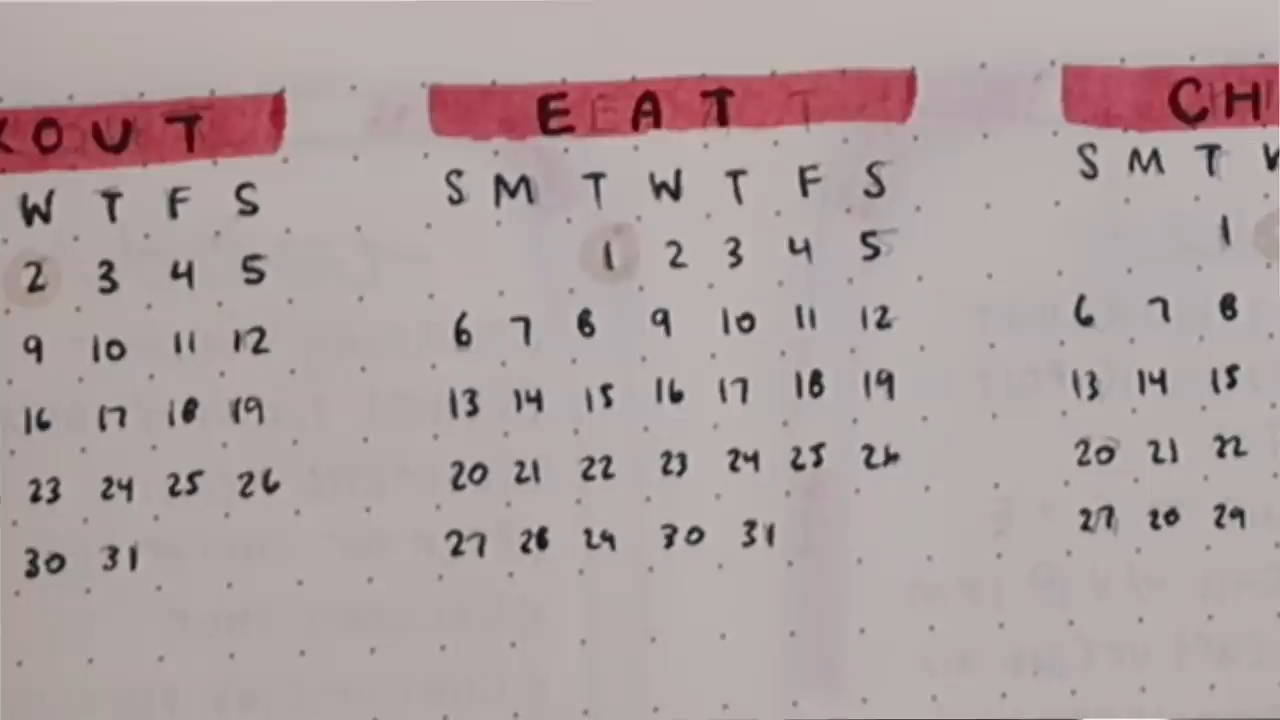 KOUT
W T F S
2 3 4 5
9 10 11 12
16 17 18 19
23 24 25 26
30 31
EAT
S M T W T F S
1 2 3 4 5
6 7 8 9 10 11 12
13 14 15 16 17 18 19
20 21 22 23 24 25 26
27 28 29 30 31
CH
S M T W
1
6 7 8
13 14 15
20 21 22
27 28 29